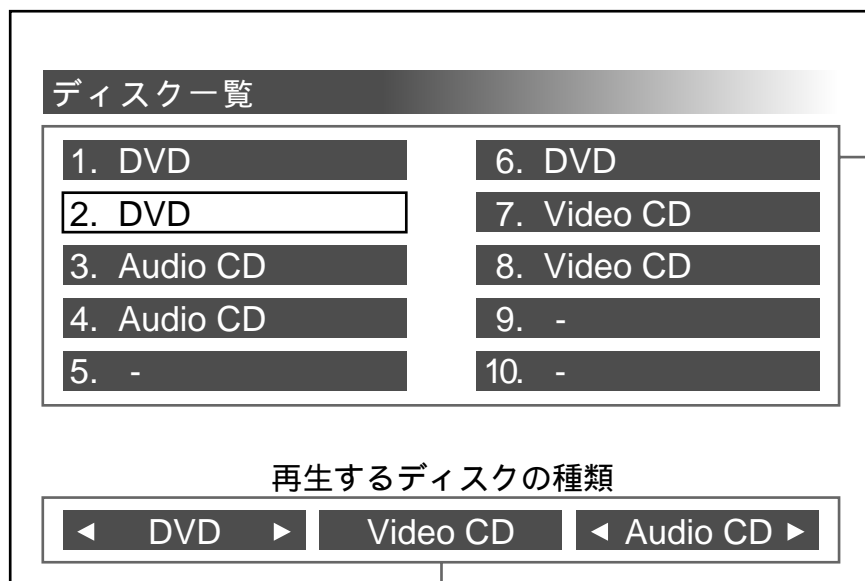 ディスク一覧
1. DVD
2. DVD
3. Audio CD
4. Audio CD
5. -
6. DVD
7. Video CD
8. Video CD
9. -
10. -
再生するディスクの種類
◄ DVD ► Video CD ◄ Audio CD ►